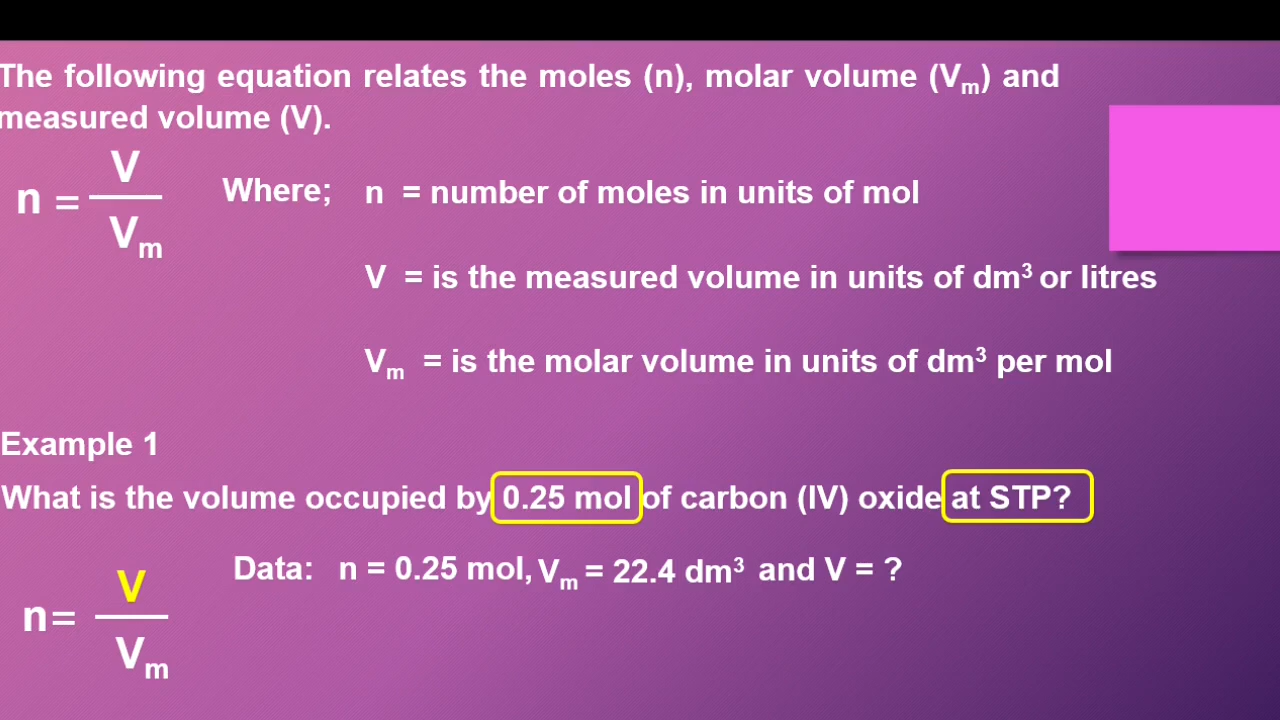 The following equation relates the moles (n), molar volume (Vₘ) and
measured volume (V).
n = V / Vₘ
Where; n = number of moles in units of mol
V = is the measured volume in units of dm³ or litres
Vₘ = is the molar volume in units of dm³ per mol
Example 1
What is the volume occupied by 0.25 mol of carbon (IV) oxide at STP?
Data: n = 0.25 mol, Vₘ = 22.4 dm³ and V = ?
n= V / Vₘ